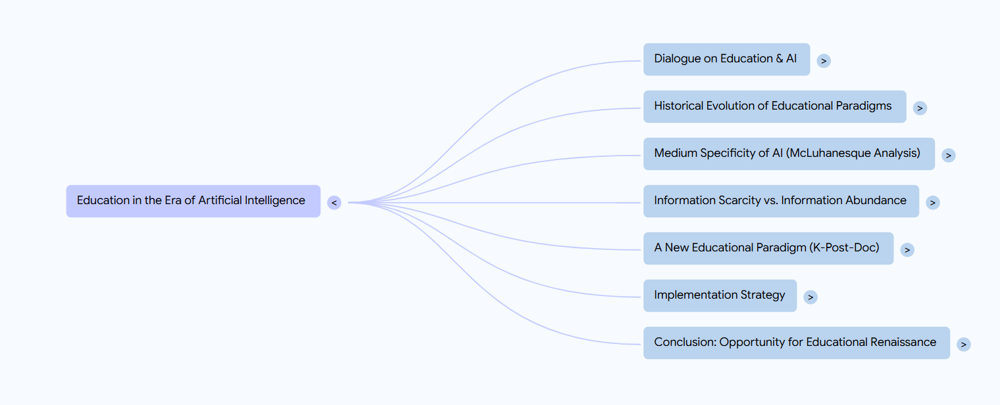 Dialogue on Education & AI >
Historical Evolution of Educational Paradigms >
Medium Specificity of AI (McLuhanesque Analysis) >
Education in the Era of Artificial Intelligence <
Information Scarcity vs. Information Abundance >
A New Educational Paradigm (K-Post-Doc) >
Implementation Strategy >
Conclusion: Opportunity for Educational Renaissance >